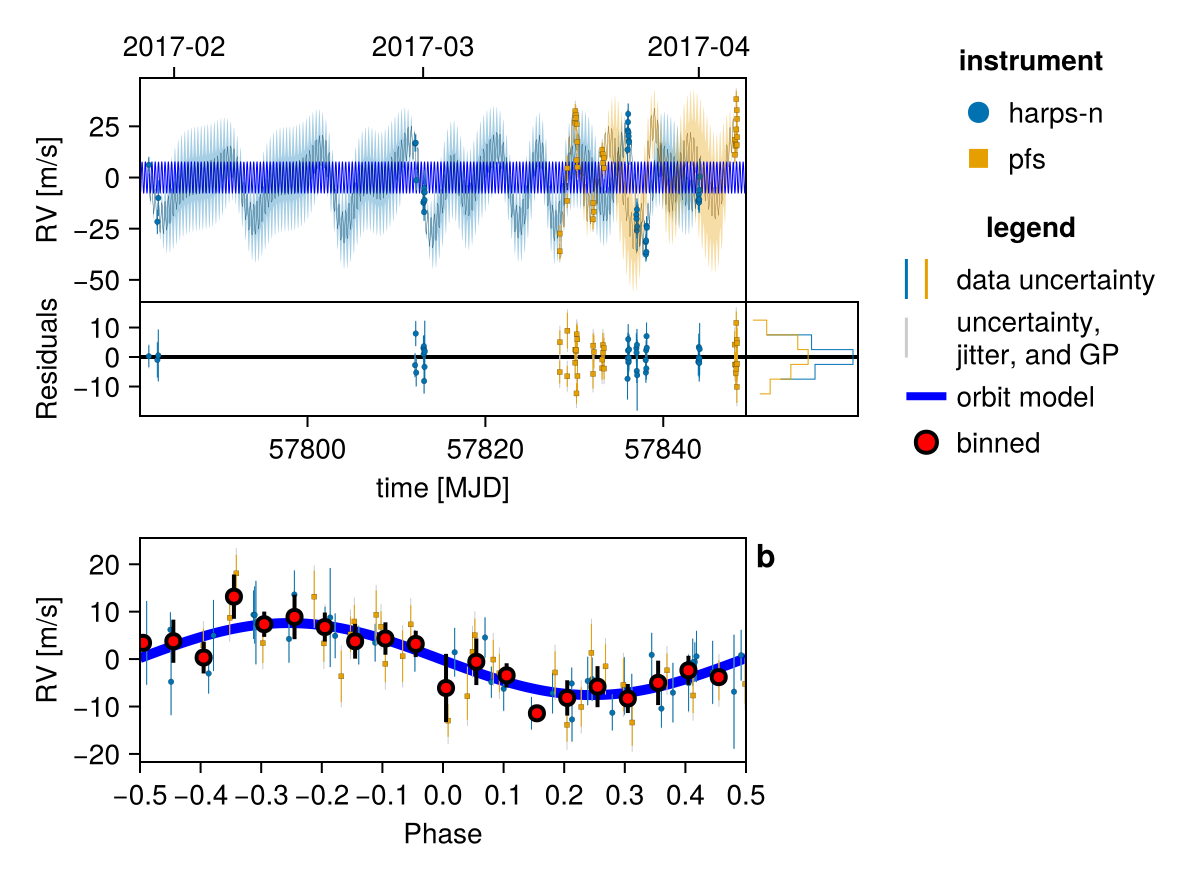 2017-02 2017-03 2017-04
RV [m/s]
25
0
−25
−50
Residuals
10
0
−10
57800 57820 57840
time [MJD]
instrument
harps-n
pfs
legend
data uncertainty
uncertainty,
jitter, and GP
orbit model
binned
b
RV [m/s]
20
10
0
−10
−20
−0.5 −0.4 −0.3 −0.2 −0.1 0.0 0.1 0.2 0.3 0.4 0.5
Phase